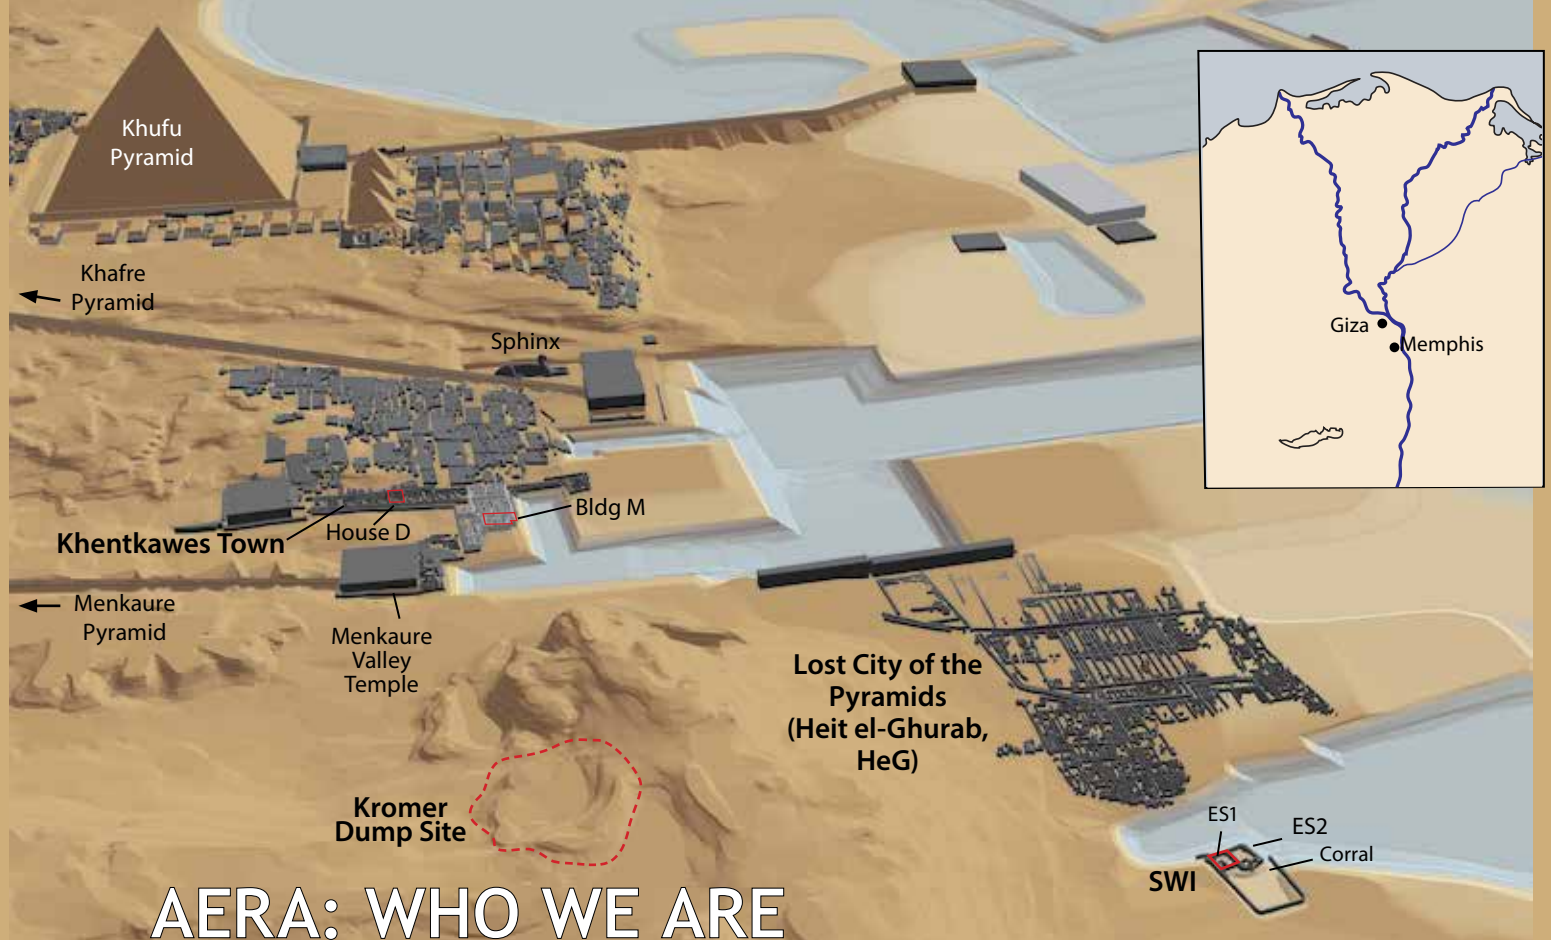 Khufu
Pyramid
Khafre
Pyramid
Sphinx
Giza
Memphis
Bldg M
House D
Khentkawes Town
Menkaure
Pyramid
Menkaure
Valley
Temple
Lost City of the
Pyramids
(Heit el-Ghurab,
HeG)
Kromer
Dump Site
ES1
ES2
Corral
SWI
AERA: WHO WE ARE